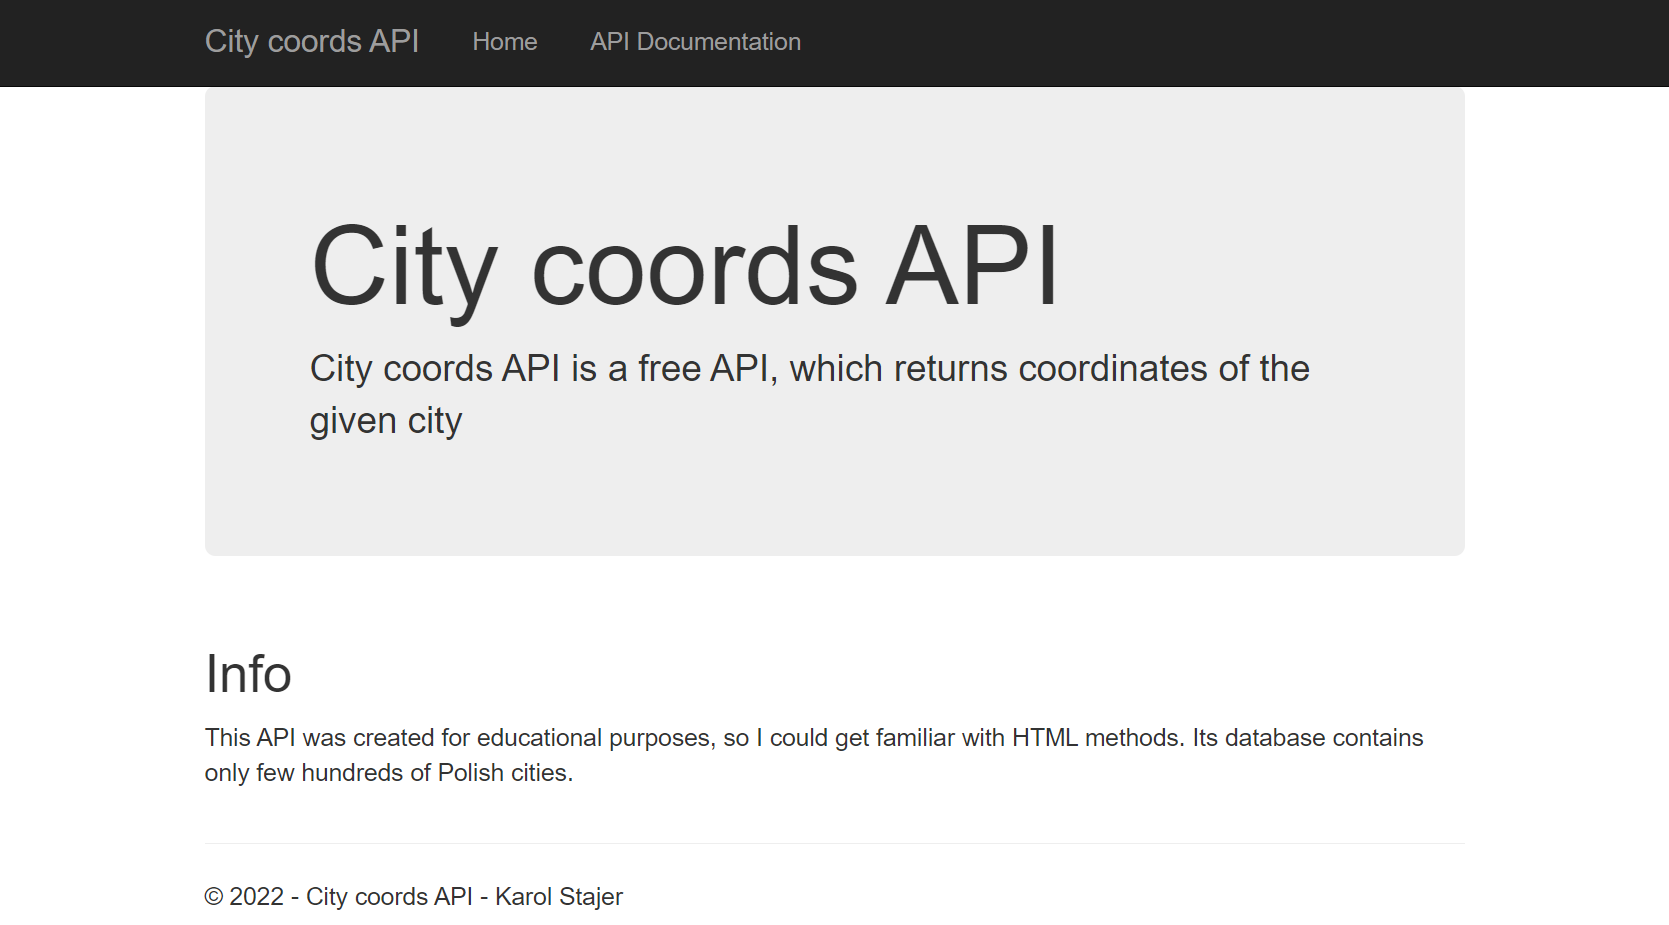 City coords API Home API Documentation
City coords API
City coords API is a free API, which returns coordinates of the
given city
Info
This API was created for educational purposes, so I could get familiar with HTML methods. Its database contains
only few hundreds of Polish cities.
© 2022 - City coords API - Karol Stajer